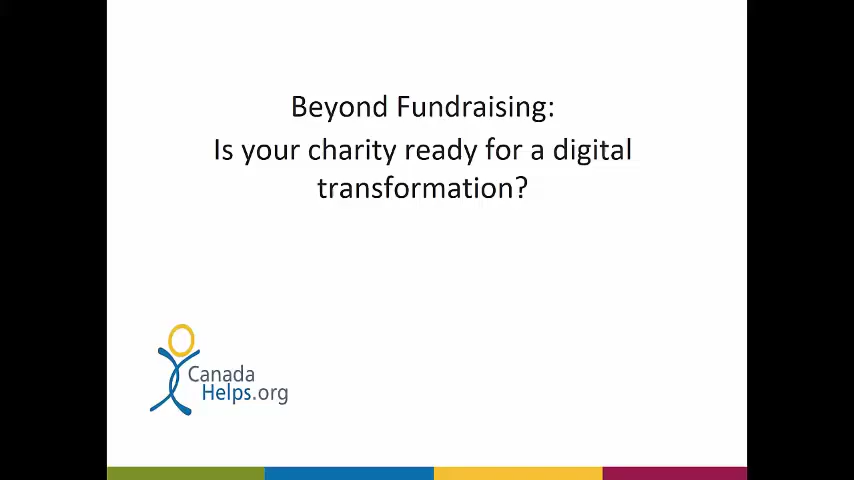 Beyond Fundraising:
Is your charity ready for a digital
transformation?
Canada
Helps.org